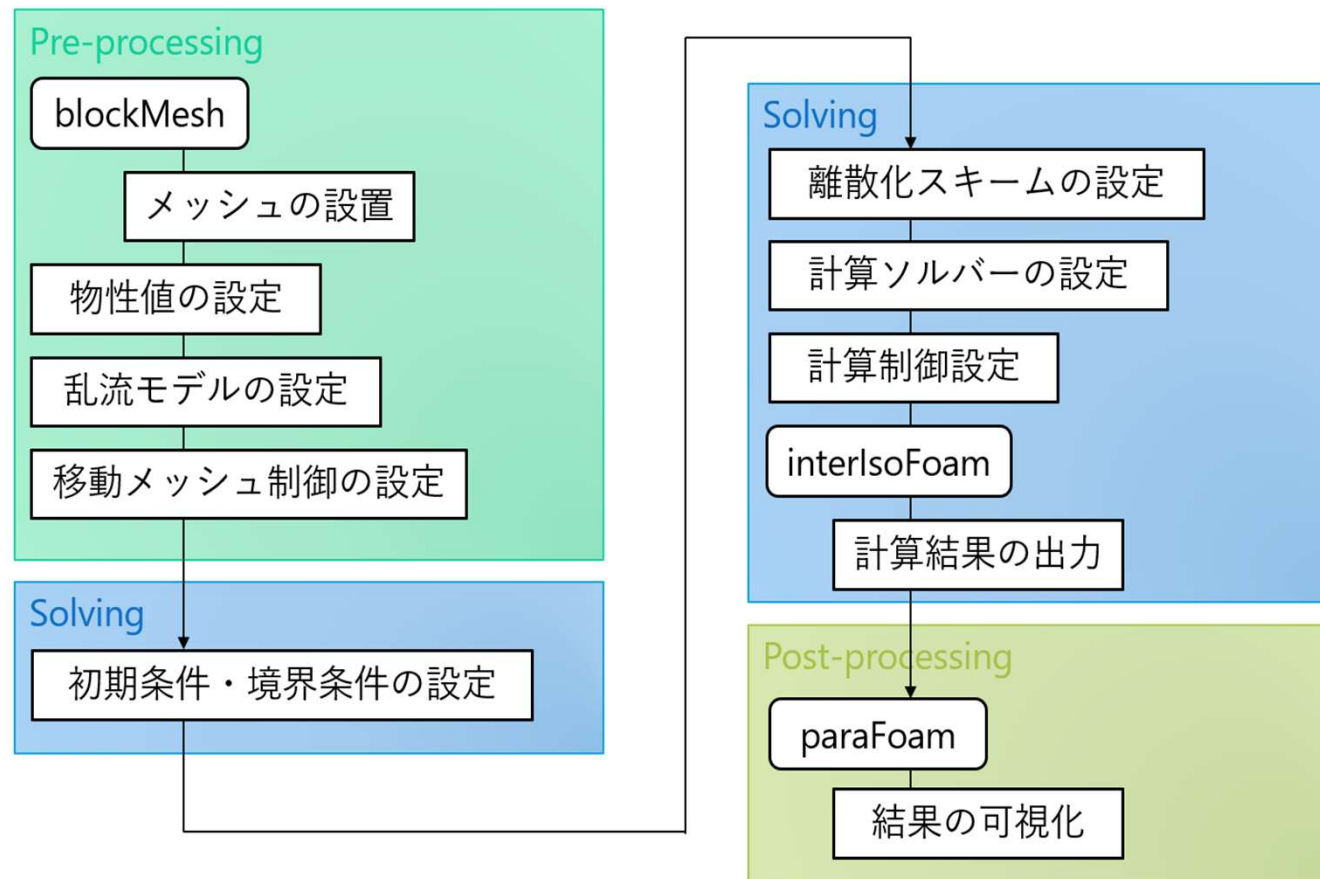 Pre-processing
blockMesh
メッシュの設置
物性値の設定
乱流モデルの設定
移動メッシュ制御の設定
Solving
初期条件・境界条件の設定
Solving
離散化スキームの設定
計算ソルバーの設定
計算制御設定
interIsoFoam
計算結果の出力
Post-processing
paraFoam
結果の可視化